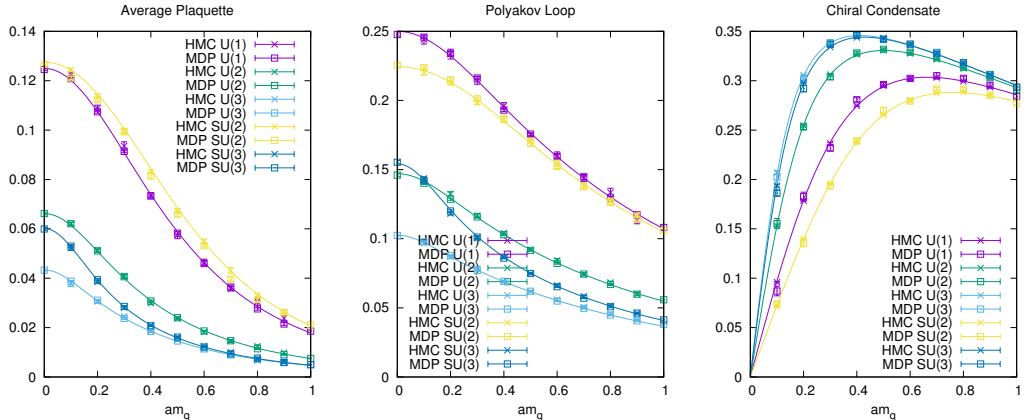 Average Plaquette
0
0.02
0.04
0.06
0.08
0.1
0.12
0.14
0 0.2 0.4 0.6 0.8 1
am_q
HMC U(1)
MDP U(1)
HMC U(2)
MDP U(2)
HMC U(3)
MDP U(3)
HMC SU(2)
MDP SU(2)
HMC SU(3)
MDP SU(3)
Polyakov Loop
0
0.05
0.10
0.15
0.20
0.25
0 0.2 0.4 0.6 0.8 1
am_q
HMC U(1)
MDP U(1)
HMC U(2)
MDP U(2)
HMC U(3)
MDP U(3)
HMC SU(2)
MDP SU(2)
HMC SU(3)
MDP SU(3)
Chiral Condensate
0
0.05
0.1
0.15
0.2
0.25
0.3
0.35
0 0.2 0.4 0.6 0.8 1
am_q
HMC U(1)
MDP U(1)
HMC U(2)
MDP U(2)
HMC U(3)
MDP U(3)
HMC SU(2)
MDP SU(2)
HMC SU(3)
MDP SU(3)